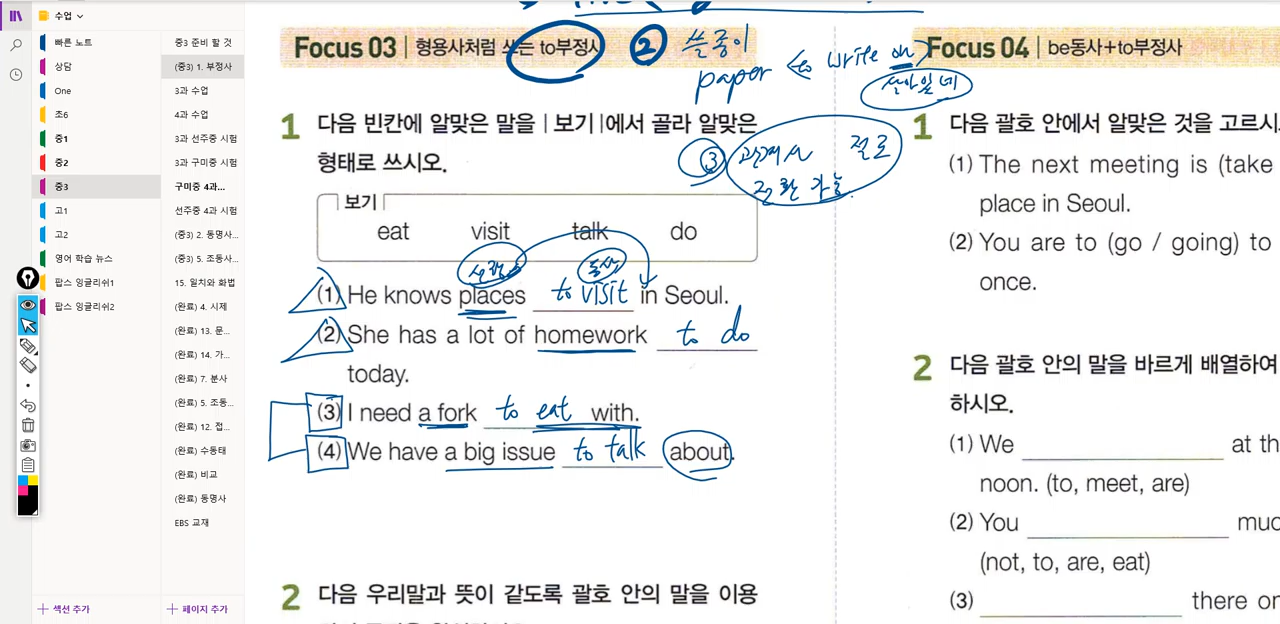 수업
빠른 노트
상담
One
초6
중1
중2
중3
고1
고2
영어 학습 뉴스
팝스 잉글리쉬1
팝스 잉글리쉬2
섹션 추가
중3 준비 할 것
(중3) 1. 부정사
3과 수업
4과 수업
3과 선주중 시험
3과 구미중 시험
구미중 4과...
선주중 4과 시험
(중3) 2. 동명사...
(중3) 5. 조동사...
15. 일치와 화법
(완료) 4. 시제
(완료) 13. 문...
(완료) 14. 가...
(완료) 7. 분사
(완료) 5. 조동...
(완료) 12. 접...
(완료) 수동태
(완료) 비교
(완료) 동명사
EBS 교재
페이지 추가
Focus 03 형용사처럼 쓰는 to부정사
② 쓸 종이
paper to write on
살아있네
③ 관계사 절로
전환 가능
1 다음 빈칸에 알맞은 말을 |보기|에서 골라 알맞은
형태로 쓰시오.
보기
eat visit talk do
동사
(1) He knows places to visit in Seoul.
(2) She has a lot of homework to do
today.
(3) I need a fork to eat with.
(4) We have a big issue to talk about.
2 다음 우리말과 뜻이 같도록 괄호 안의 말을 이용
Focus 04 be동사+to부정사
1 다음 괄호 안에서 알맞은 것을 고르시
(1) The next meeting is (take
place in Seoul.
(2) You are to (go / going) to
once.
2 다음 괄호 안의 말을 바르게 배열하여
하시오.
(1) We at th
noon. (to, meet, are)
(2) You muc
(not, to, are, eat)
(3) there on